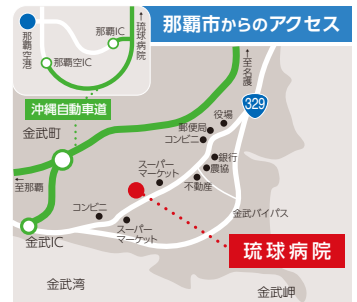 那覇市からのアクセス
↑
琉球病院
那覇IC
那覇空港
那覇空IC
沖縄自動車道
↑
至名護
329
金武町
役場
郵便局
コンビニ
銀行
農協
不動産
スーパー
マーケット
←
至那覇
コンビニ
スーパー
マーケット
金武バイパス
金武IC
琉球病院
金武湾
金武岬